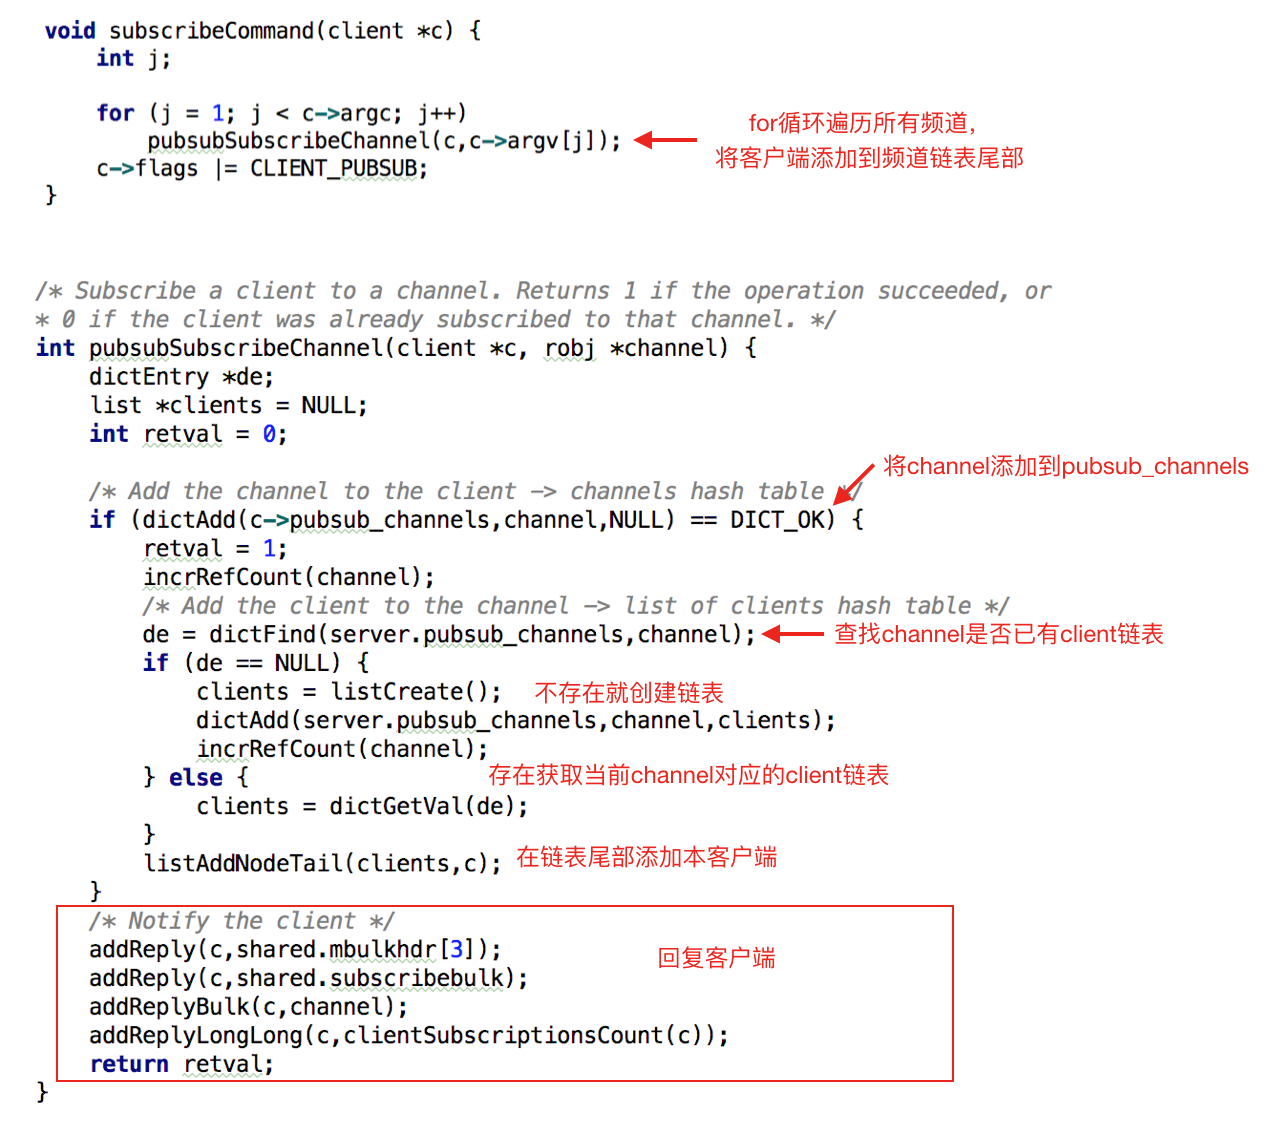 void subscribeCommand(client *c) {
int j;
for (j = 1; j < c->argc; j++)
pubsubSubscribeChannel(c,c->argv[j]);
for循环遍历所有频道,
将客户端添加到频道链表尾部
c->flags |= CLIENT_PUBSUB;
}
/* Subscribe a client to a channel. Returns 1 if the operation succeeded, or
* 0 if the client was already subscribed to that channel. */
int pubsubSubscribeChannel(client *c, robj *channel) {
dictEntry *de;
list *clients = NULL;
int retval = 0;
将channel添加到pubsub_channels
/* Add the channel to the client -> channels hash table */
if (dictAdd(c->pubsub_channels,channel,NULL) == DICT_OK) {
retval = 1;
incrRefCount(channel);
/* Add the client to the channel -> list of clients hash table */
de = dictFind(server.pubsub_channels,channel); 查找channel是否已有client链表
if (de == NULL) {
clients = listCreate(); 不存在就创建链表
dictAdd(server.pubsub_channels,channel,clients);
incrRefCount(channel);
} else { 存在获取当前channel对应的client链表
clients = dictGetVal(de);
}
listAddNodeTail(clients,c); 在链表尾部添加本客户端
}
/* Notify the client */
addReply(c,shared.mbulkhdr[3]); 回复客户端
addReply(c,shared.subscribebulk);
addReplyBulk(c,channel);
addReplyLongLong(c,clientSubscriptionsCount(c));
return retval;
}